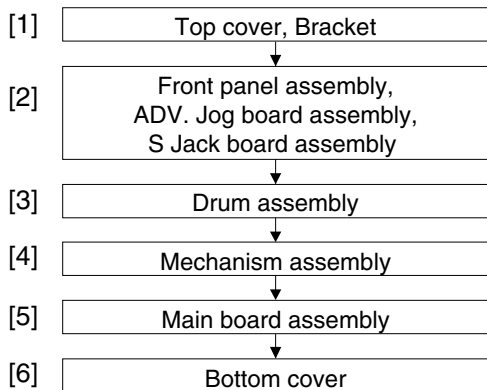 [1] Top cover, Bracket
[2] Front panel assembly,
ADV. Jog board assembly,
S Jack board assembly
[3] Drum assembly
[4] Mechanism assembly
[5] Main board assembly
[6] Bottom cover